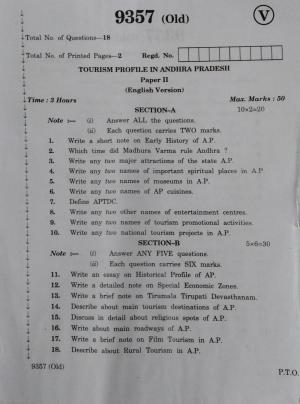 9357 (Old)
V
Total No. of Questions—18
Total No. of Printed Pages—2 Regd. No.
TOURISM PROFILE IN ANDHRA PRADESH
Paper II
(English Version)
Time : 3 Hours Max. Marks : 50
SECTION-A 10×2=20
Note :— (i) Answer ALL the questions.
(ii) Each question carries TWO marks.
1. Write a short note on Early History of A.P.
2. Which time did Madhura Varma rule Andhra ?
3. Write any two major attractions of the state A.P.
4. Write any two names of important spiritual places in A.P.
5. Write any two names of museums in A.P.
6. Write any two names of AP cuisines.
7. Define APTDC.
8. Write any two other names of entertainment centres.
9. Write any two names of tourism promotional activities.
10. Write any two national tourism projects in A.P.
SECTION-B 5×6=30
Note :— (i) Answer ANY FIVE questions.
(ii) Each question carries SIX marks.
11. Write an essay on Historical Profile of AP.
12. Write a detailed note on Special Economic Zones.
13. Write a brief note on Tirumala Tirupati Devasthanam.
14. Describe about main tourism destinations of A.P.
15. Discuss in detail about religious spots of A.P.
16. Write about main roadways of A.P.
17. Write a brief note on Film Tourism in A.P.
18. Describe about Rural Tourism in A.P.
9357 (Old)
P.T.O.